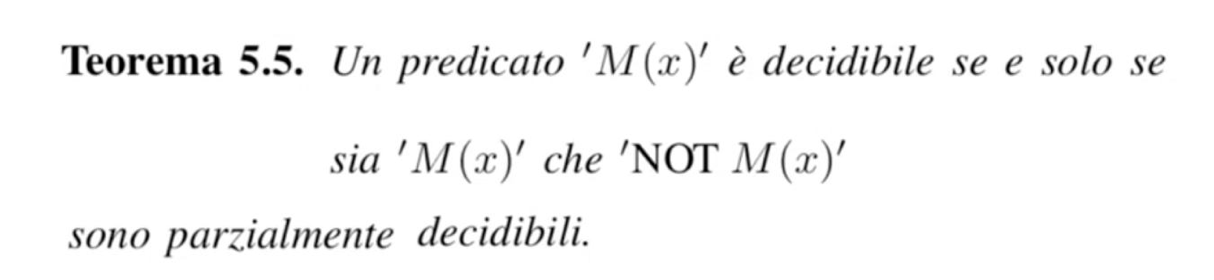 Teorema 5.5. Un predicato 'M(x)' è decidibile se e solo se
sia 'M(x)' che 'NOT M(x)'
sono parzialmente decidibili.